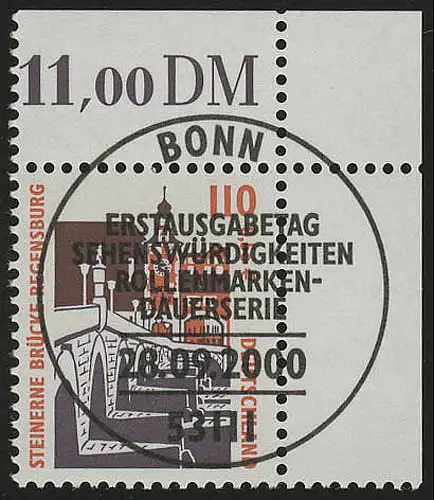 11,00 DM
BONN
110
ERSTAUSGABETAG
SEHENSWÜRDIGKEITEN
ROLLENMARKEN-
DAUERSERIE
28.09.2000
53111
STEINERNE BRÜCKE REGENSBURG
DEUTSCHLAND